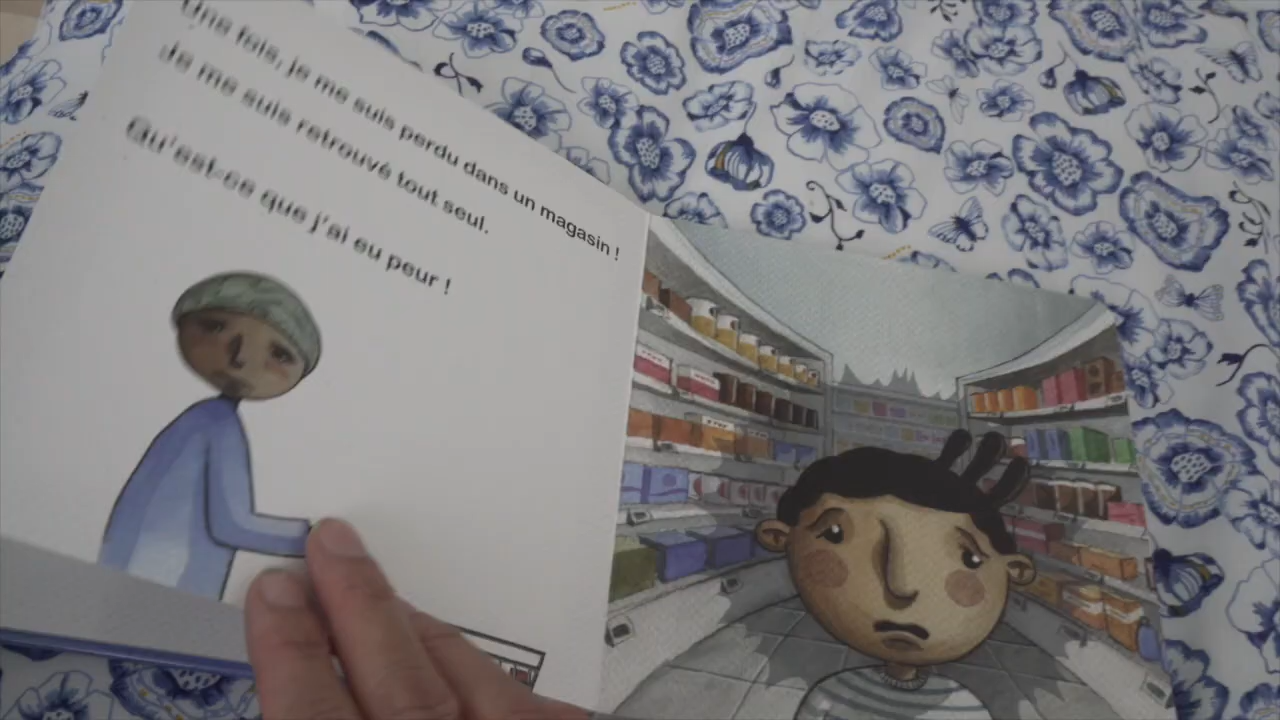 Une fois, je me suis perdu dans un magasin !
Je me suis retrouvé tout seul.
Qu'est-ce que j'ai eu peur !